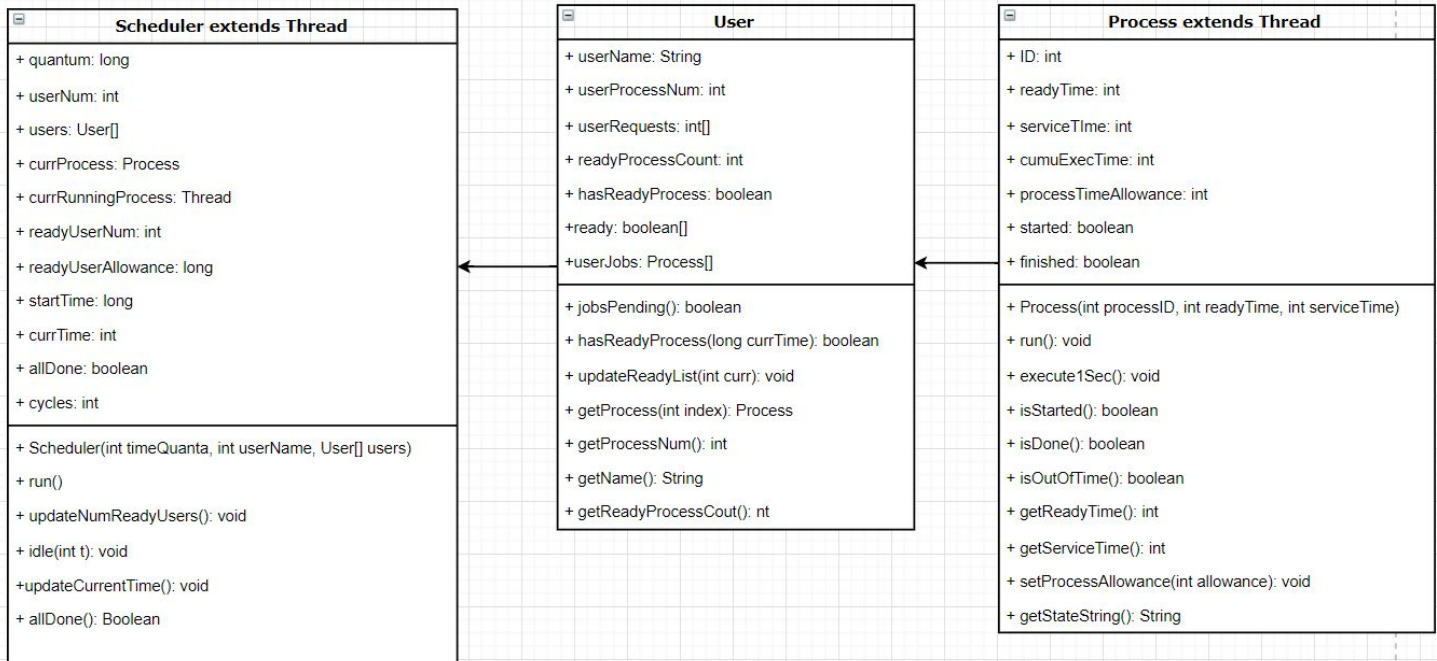 Scheduler extends Thread
+ quantum: long
+ userNum: int
+ users: User[]
+ currProcess: Process
+ currRunningProcess: Thread
+ readyUserNum: int
+ readyUserAllowance: long
+ startTime: long
+ currTime: int
+ allDone: boolean
+ cycles: int
+ Scheduler(int timeQuanta, int userName, User[] users)
+ run()
+ updateNumReadyUsers(): void
+ idle(int t): void
+updateCurrentTime(): void
+ allDone(): Boolean
User
+ userName: String
+ userProcessNum: int
+ userRequests: int[]
+ readyProcessCount: int
+ hasReadyProcess: boolean
+ready: boolean[]
+userJobs: Process[]
+ jobsPending(): boolean
+ hasReadyProcess(long currTime): boolean
+ updateReadyList(int curr): void
+ getProcess(int index): Process
+ getProcessNum(): int
+ getName(): String
+ getReadyProcessCout(): nt
Process extends Thread
+ ID: int
+ readyTime: int
+ serviceTIme: int
+ cumuExecTime: int
+ processTimeAllowance: int
+ started: boolean
+ finished: boolean
+ Process(int processID, int readyTime, int serviceTime)
+ run(): void
+ execute1Sec(): void
+ isStarted(): boolean
+ isDone(): boolean
+ isOutOfTime(): boolean
+ getReadyTime(): int
+ getServiceTime(): int
+ setProcessAllowance(int allowance): void
+ getStateString(): String